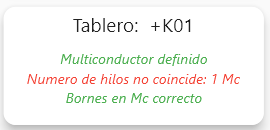 Tablero:  +K01
Multiconductor definido
Numero de hilos no coincide: 1 Mc
Bornes en Mc correcto